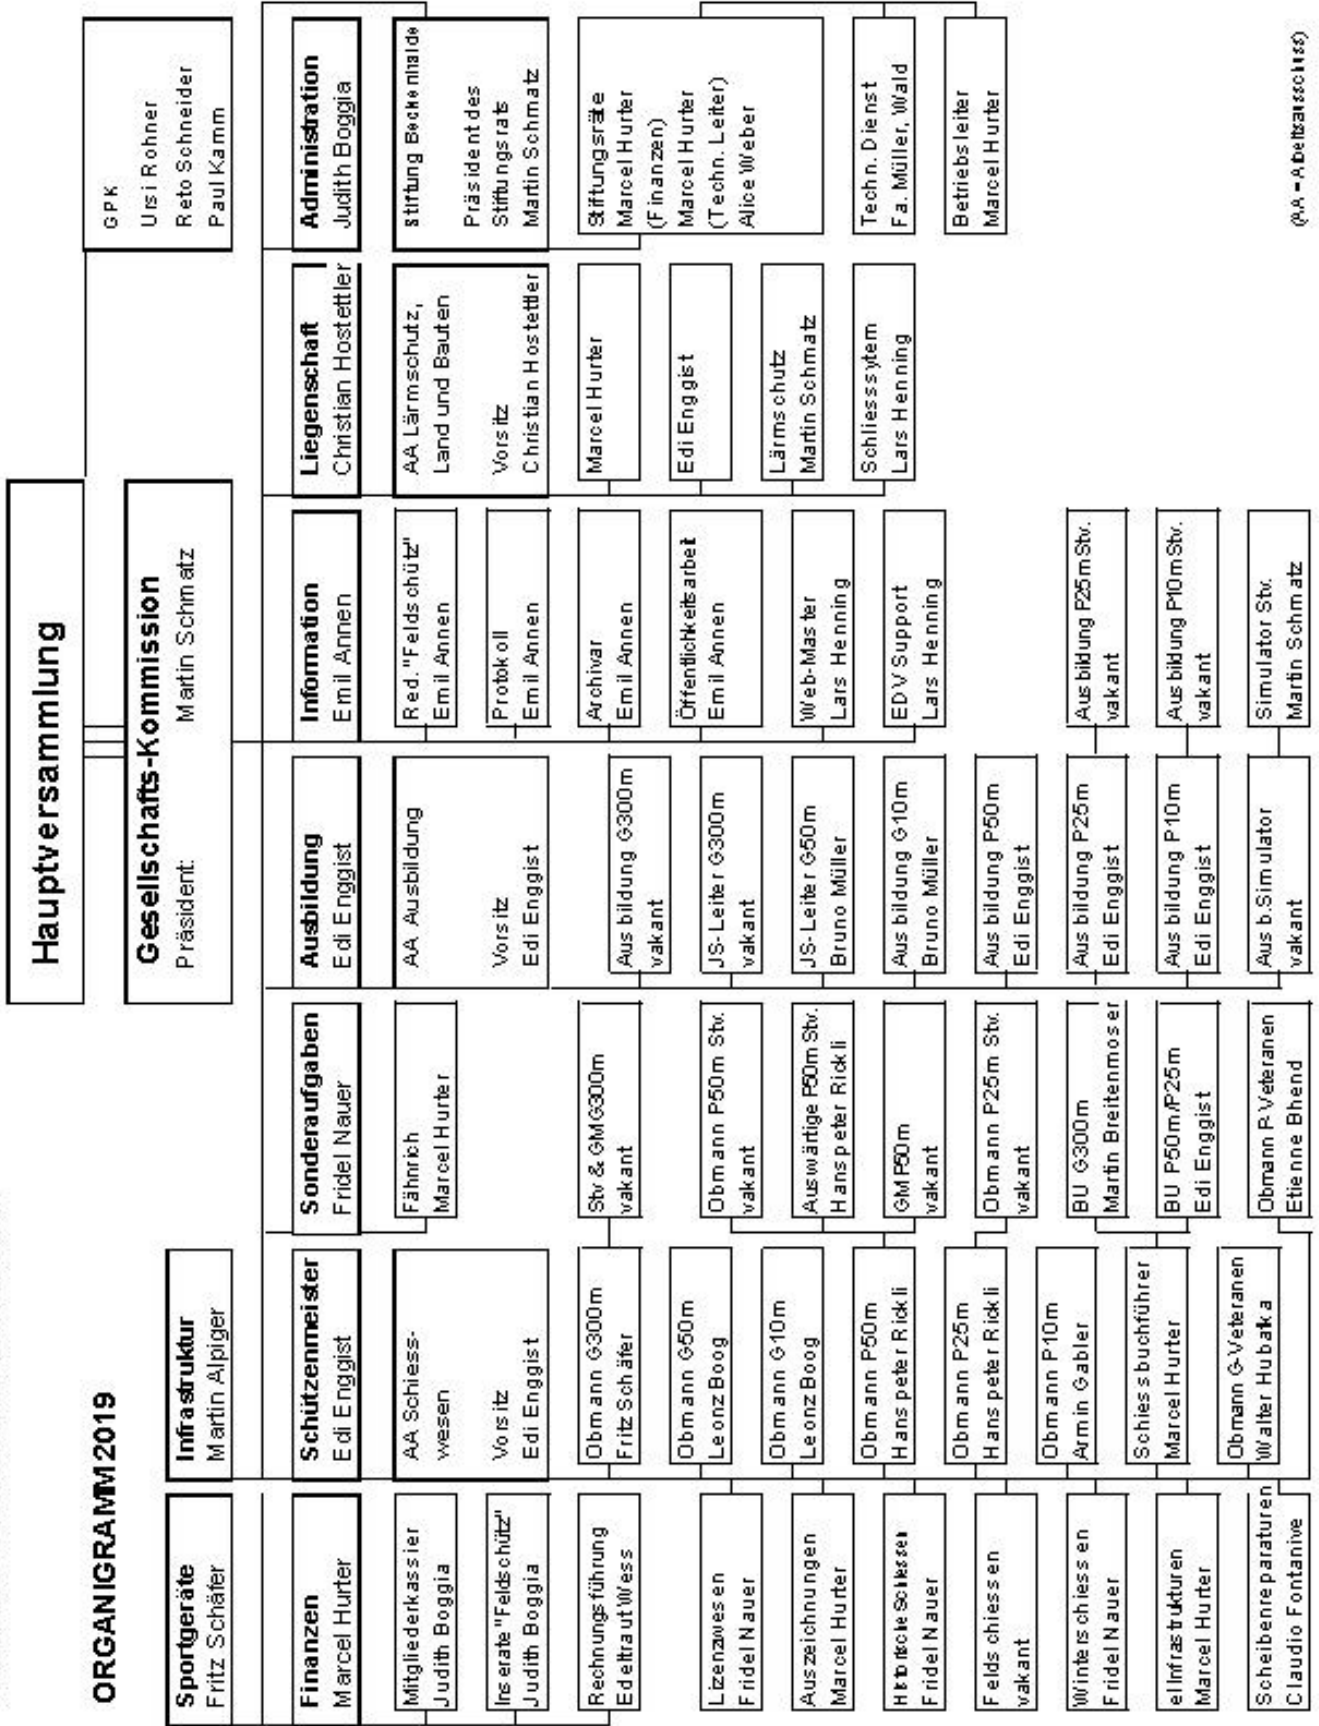 ORGANIGRAMM 2019
Hauptversammlung
Gesellschafts-Kommission
Präsident: Martin Schmatz
GPK
Ursi Rohner
Reto Schneider
Paul Kamm
Sportgeräte
Fritz Schäfer
Infrastruktur
Martin Alpiger
Finanzen
Marcel Hurter
Schützenmeister
Edi Enggist
Sonderaufgaben
Fridel Nauer
Ausbildung
Edi Enggist
Information
Emil Annen
Liegenschaft
Christian Hostettler
Administration
Judith Boggia
Mitgliederkassier
Judith Boggia
AA Schiess-
wesen
Vorsitz
Edi Enggist
Fähnrich
Marcel Hurter
AA Ausbildung
Vorsitz
Edi Enggist
Red. "Feldschütz"
Emil Annen
AA Lärmschutz,
Land und Bauten
Vorsitz
Christian Hostettler
Stiftung Beckenhalde
Präsident des
Stiftungsrats
Martin Schmatz
Inserate "Feldschütz"
Judith Boggia
Protokoll
Emil Annen
Rechnungsführung
Edeltraut Wess
Obmann G300m
Fritz Schäfer
Stv & GM G300m
vakant
Ausbildung G300m
vakant
Archivar
Emil Annen
Marcel Hurter
Stiftungsräte
Marcel Hurter
(Finanzen)
Marcel Hurter
(Techn. Leiter)
Alice Weber
Lizenzwesen
Fridel Nauer
Obmann G50m
Leonz Boog
Obmann P50m Stv.
vakant
JS-Leiter G300m
vakant
Öffentlichkeitsarbeit
Emil Annen
Edi Enggist
Auszeichnungen
Marcel Hurter
Obmann G10m
Leonz Boog
Auswärtige P50m Stv.
Hanspeter Rickli
JS-Leiter G50m
Bruno Müller
Web-Master
Lars Henning
Lärmschutz
Martin Schmatz
Historische Schiessen
Fridel Nauer
Obmann P50m
Hanspeter Rickli
GM P50m
vakant
Ausbildung G10m
Bruno Müller
EDV Support
Lars Henning
Schliesssytem
Lars Henning
Techn. Dienst
Fa. Müller, Wald
Feldschiessen
vakant
Obmann P25m
Hanspeter Rickli
Obmann P25m Stv.
vakant
Ausbildung P50m
Edi Enggist
Betriebsleiter
Marcel Hurter
Winterschiessen
Fridel Nauer
Obmann P10m
Armin Gabler
BU G300m
Martin Breitenmoser
Ausbildung P25m
Edi Enggist
Ausbildung P25m Stv.
vakant
elInfrastrukturen
Marcel Hurter
Schiessbuchführer
Marcel Hurter
BU P50m/P25m
Edi Enggist
Ausbildung P10m
Edi Enggist
Ausbildung P10m Stv.
vakant
Scheibenreparaturen
Claudio Fontanive
Obmann G-Veteranen
Walter Hubatka
Obmann P-Veteranen
Etienne Bhend
Ausb.Simulator
vakant
Simulator Stv.
Martin Schmatz
(AA = Arbeitsausschuss)